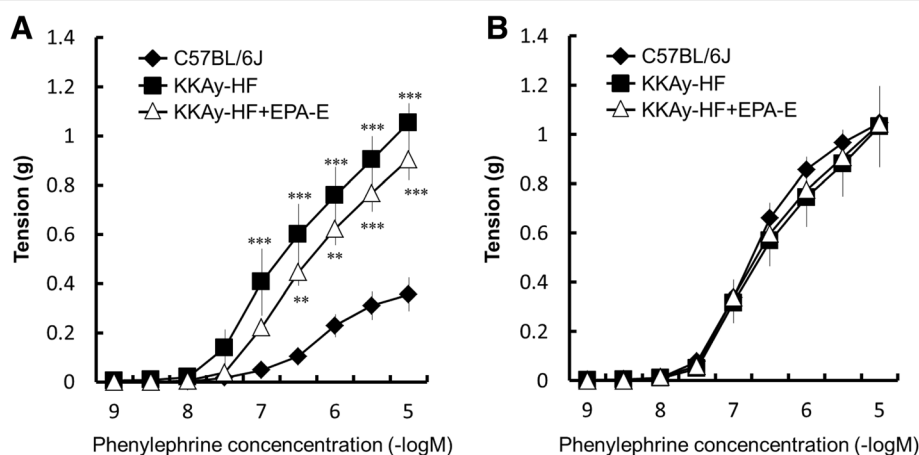 A
Tension (g)
1.4
1.2
1
0.8
0.6
0.4
0.2
0
C57BL/6J
KKAy-HF
KKAy-HF+EPA-E
***
***
***
***
***
***
***
**
**
9 8 7 6 5
Phenylephrine concencentration (-logM)
B
Tension (g)
1.4
1.2
1
0.8
0.6
0.4
0.2
0
C57BL/6J
KKAy-HF
KKAy-HF+EPA-E
9 8 7 6 5
Phenylephrine concencentration (-logM)